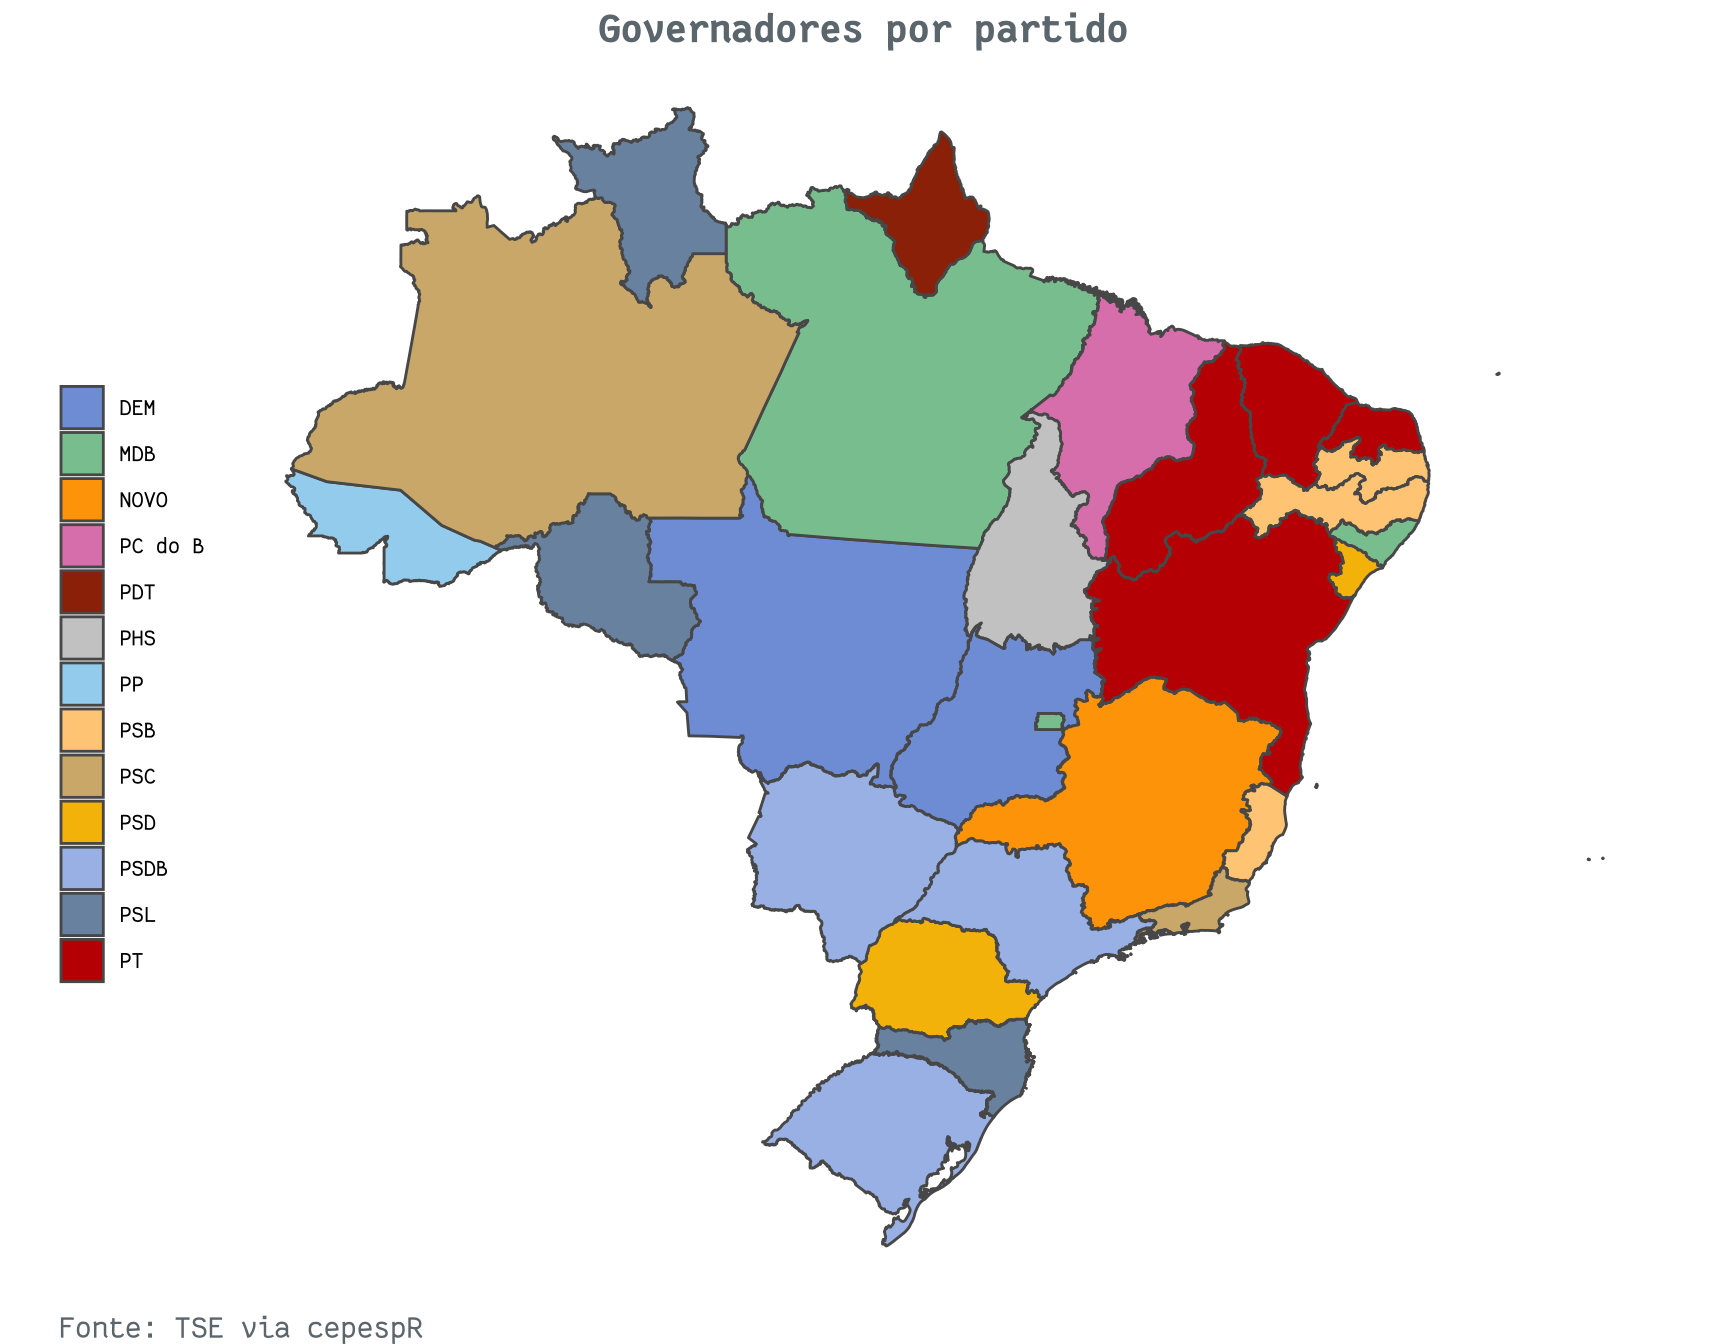 Governadores por partido
DEM
MDB
NOVO
PC do B
PDT
PHS
PP
PSB
PSC
PSD
PSDB
PSL
PT
Fonte: TSE via cepespR